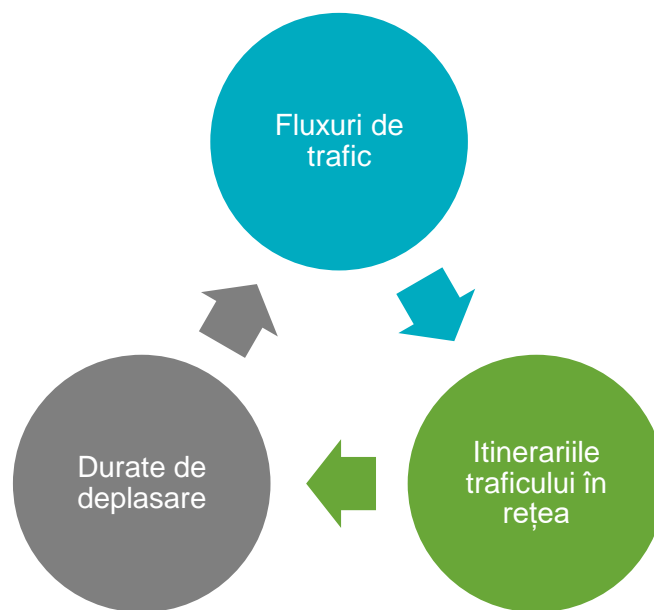 Fluxuri de
trafic
Itinerariile
traficului în
rețea
Durate de
deplasare